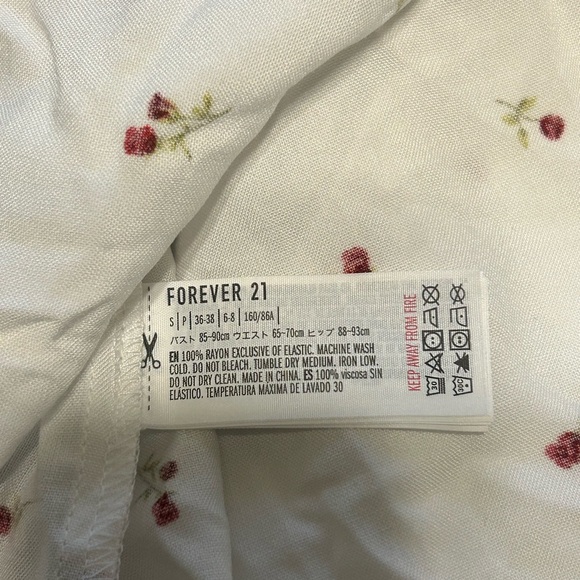 FOREVER 21
S | P | 36-38 | 6-8 | 160/86A |
バスト 85-90cm ウエスト 65-70cm ヒップ 88-93cm
EN 100% RAYON EXCLUSIVE OF ELASTIC. MACHINE WASH
COLD. DO NOT BLEACH. TUMBLE DRY MEDIUM. IRON LOW.
DO NOT DRY CLEAN. MADE IN CHINA. ES 100% viscosa SIN
ELÁSTICO. TEMPERATURA MÁXIMA DE LAVADO 30
KEEP AWAY FROM FIRE
30